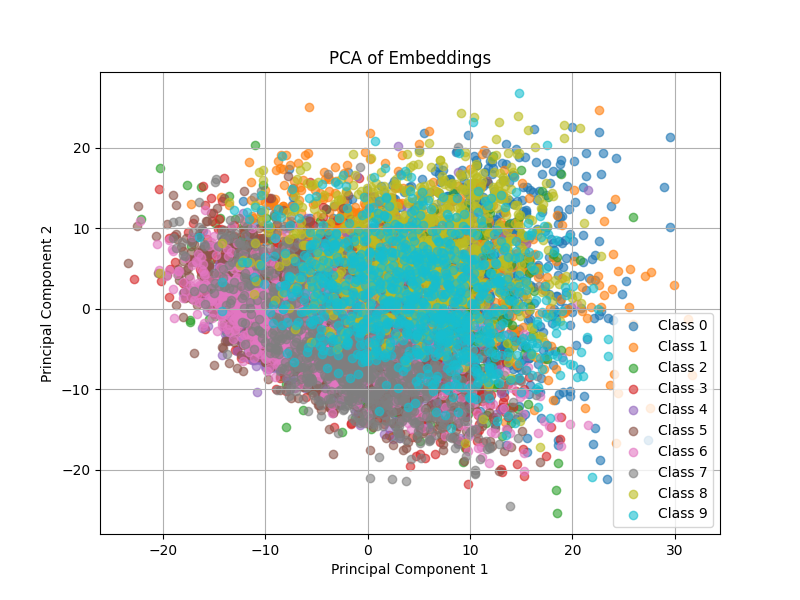 PCA of Embeddings
Principal Component 2
20
10
0
−10
−20
−20
−10
0
10
20
30
Principal Component 1
Class 0
Class 1
Class 2
Class 3
Class 4
Class 5
Class 6
Class 7
Class 8
Class 9